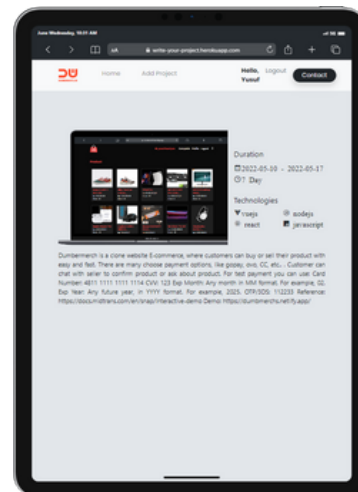 June Wednesday, 10:01 AM
AA
write-your-project.herokuapp.com
Home
Add Project
Hello, Yusuf
Logout
Contact
Product
Duration
2022-05-10 - 2022-05-17
7 Day
Technologies
vuejs
nodejs
react
javascript
Dumbermerch is a clone website E-commerce, where customers can buy or sell their product with
easy and feel. There are many choose payment options, like gopay, ovo, CC, etc... Customer can
chat with seller to confirm product or ask about product. For test payment you can use: Card
Number: 4811 1111 1111 1114 CVV: 123 Exp Month: Any month in MM format. For example, 02.
Exp Year: Any future year, in YYYY format. For example, 2025. OTP/3DS: 112233 Reference:
https://docs.midtrans.com/en/snap/interactive-demo Demo: https://dumbmerchs.netlify.app/